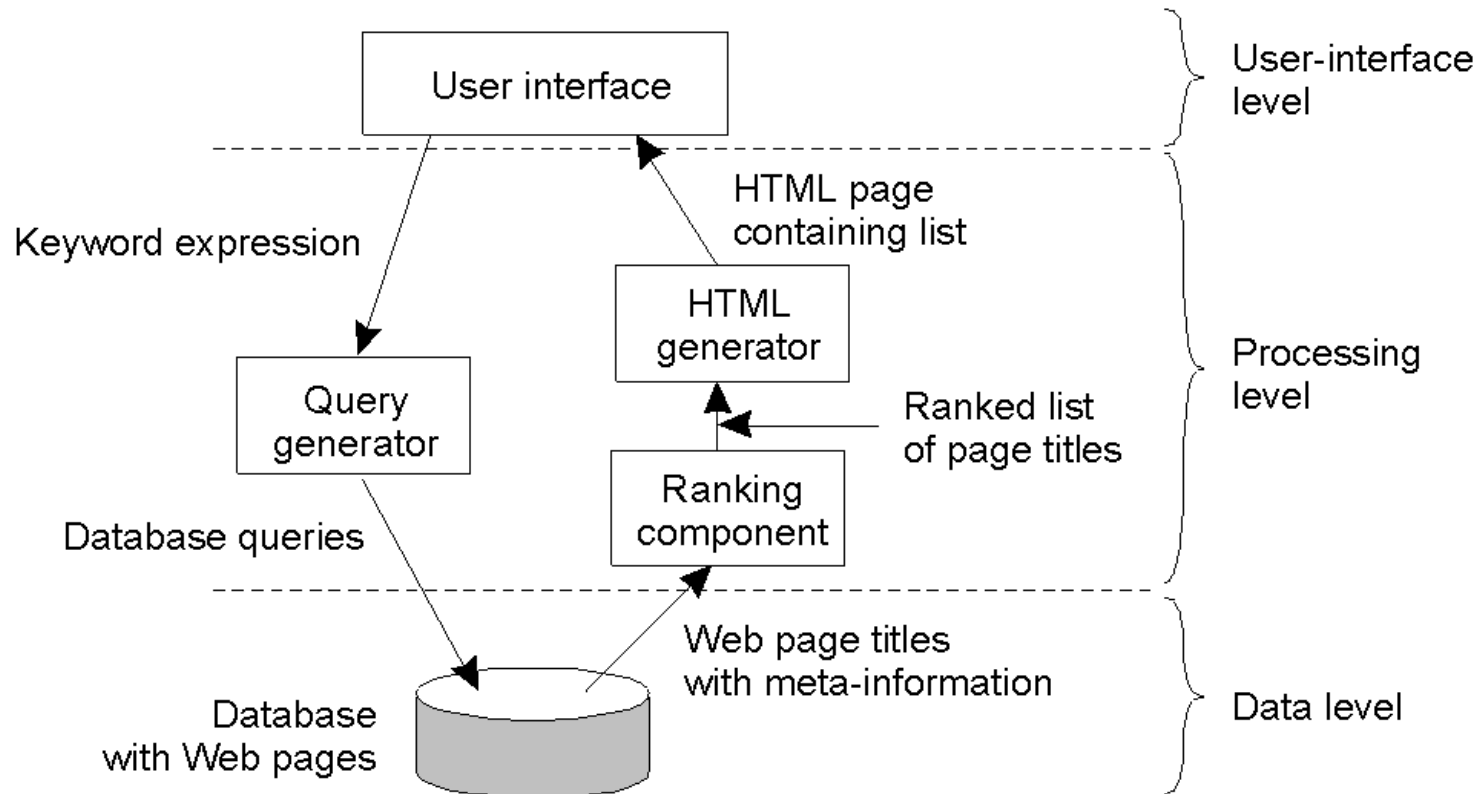 User interface
User-interface
level
Keyword expression
HTML page
containing list
HTML
generator
Processing
level
Query
generator
Ranked list
of page titles
Ranking
component
Database queries
Web page titles
with meta-information
Database
with Web pages
Data level